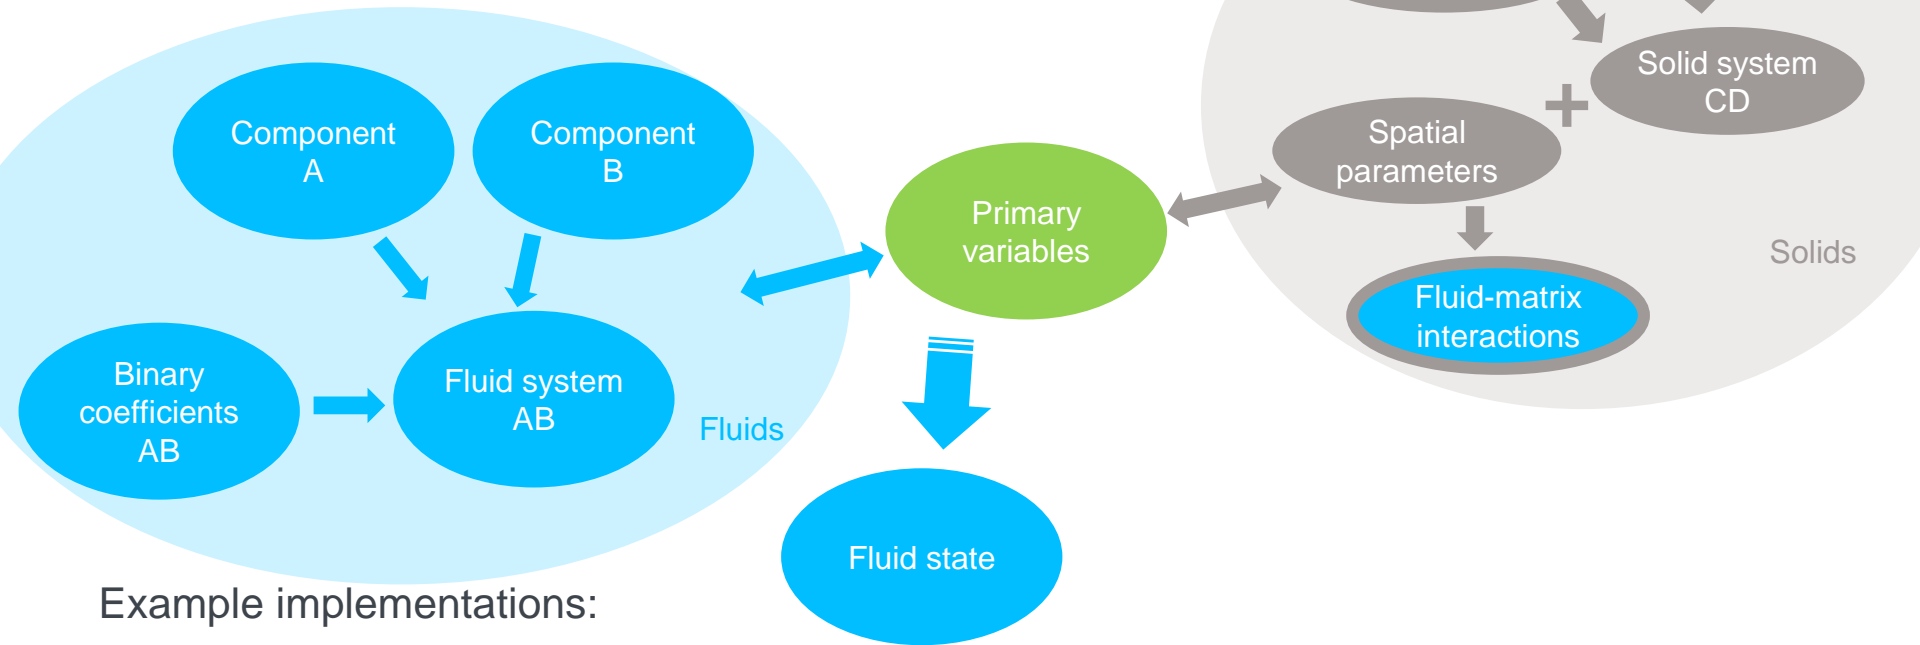 Component
A
Component
B
Binary
coefficients
AB
Fluid system
AB
Fluids
Primary
variables
Fluid state
Solid system
CD
Spatial
parameters
Fluid-matrix
interactions
Solids
Example implementations: